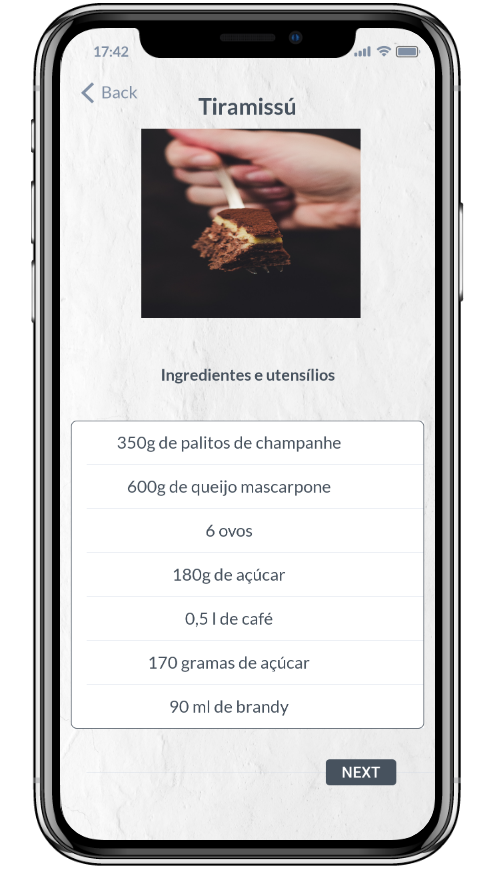 17:42
Back
Tiramissú
Ingredientes e utensílios
350g de palitos de champanhe
600g de queijo mascarpone
6 ovos
180g de açúcar
0,5 l de café
170 gramas de açúcar
90 ml de brandy
NEXT